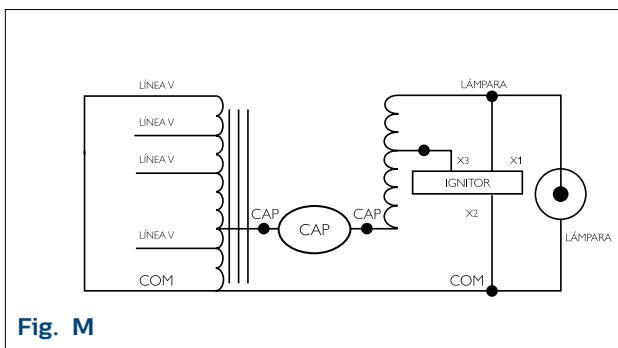 LÍNEA V
LÁMPARA
LÍNEA V
LÍNEA V
X3
X1
IGNITOR
CAP
CAP
CAP
X2
LÍNEA V
LÁMPARA
COM
COM
Fig. M